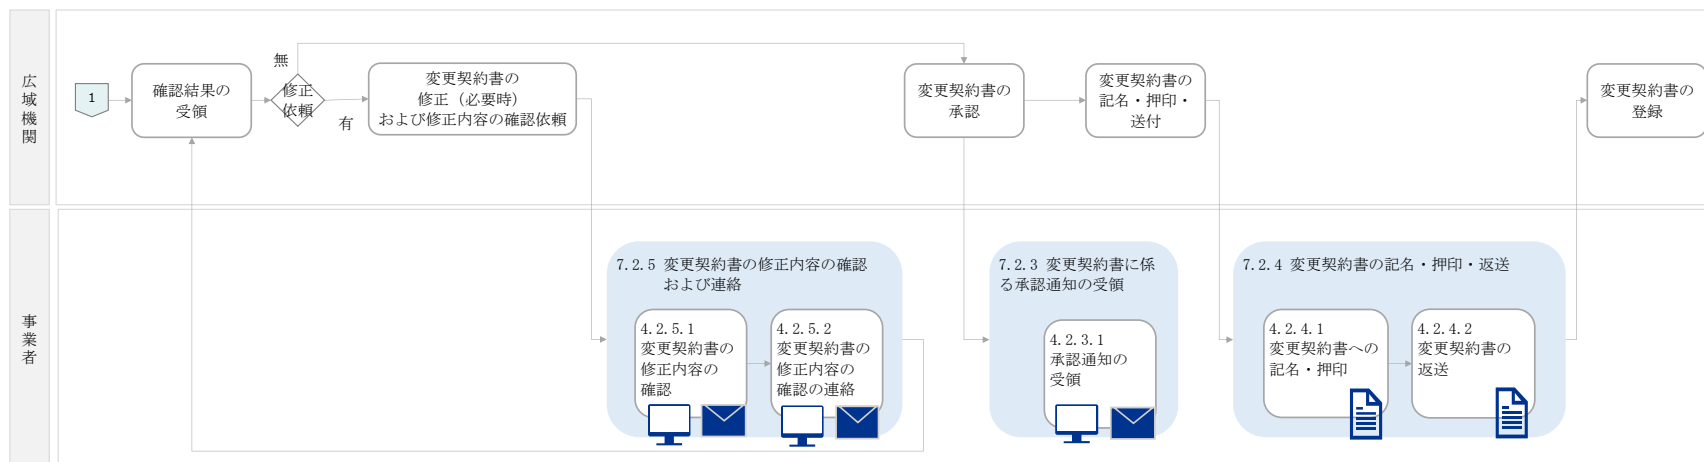 広域機関
1
確認結果の
受領
無
修正
依頼
有
変更契約書の
修正（必要時）
および修正内容の確認依頼
変更契約書の
承認
変更契約書の
記名・押印・
送付
変更契約書の
登録
事業者
7.2.5 変更契約書の修正内容の確認
および連絡
4.2.5.1
変更契約書の
修正内容の
確認
4.2.5.2
変更契約書の
修正内容の
確認の連絡
7.2.3 変更契約書に係
る承認通知の受領
4.2.3.1
承認通知の
受領
7.2.4 変更契約書の記名・押印・返送
4.2.4.1
変更契約書への
記名・押印
4.2.4.2
変更契約書の
返送